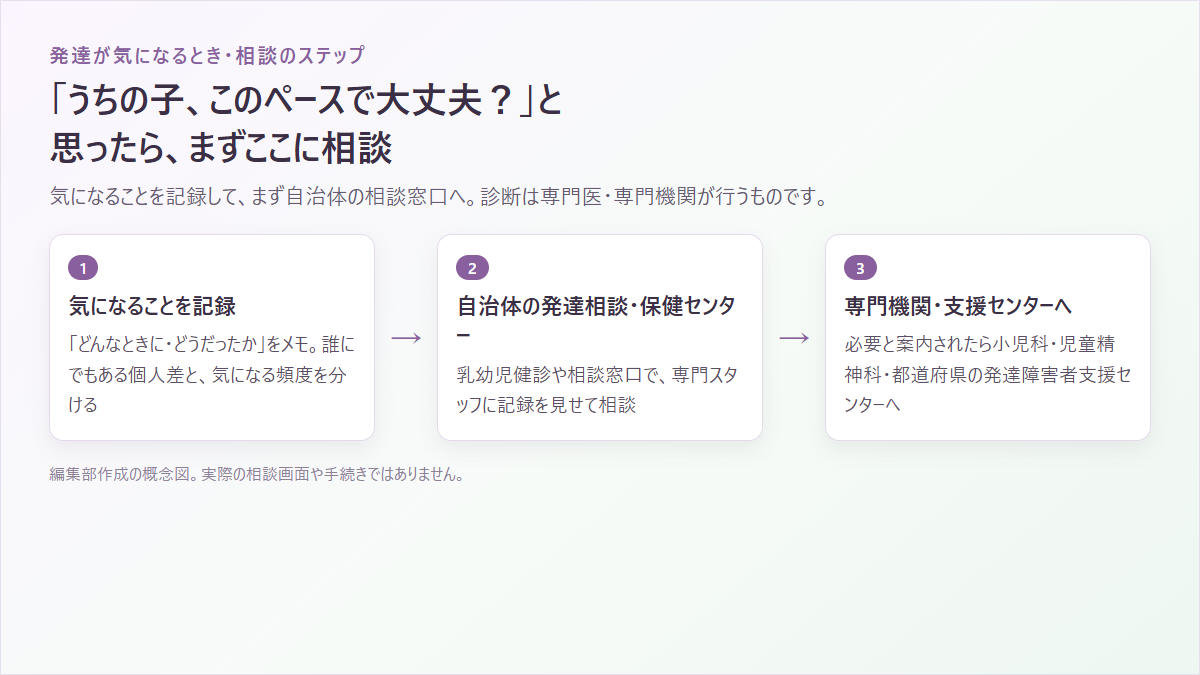 発達が気になるとき・相談のステップ
「うちの子、このペースで大丈夫？」と
思ったら、まずここに相談
気になることを記録して、まず自治体の相談窓口へ。診断は専門医・専門機関が行うものです。
1
気になることを記録
「どんなときに・どうだったか」をメモ。誰に
でもある個人差と、気になる頻度を分
ける
→
2
自治体の発達相談・保健センタ
ー
乳幼児健診や相談窓口で、専門スタ
ッフに記録を見せて相談
→
3
専門機関・支援センターへ
必要と案内されたら小児科・児童精
神科・都道府県の発達障害者支援セ
ンターへ
編集部作成の概念図。実際の相談画面や手続きではありません。